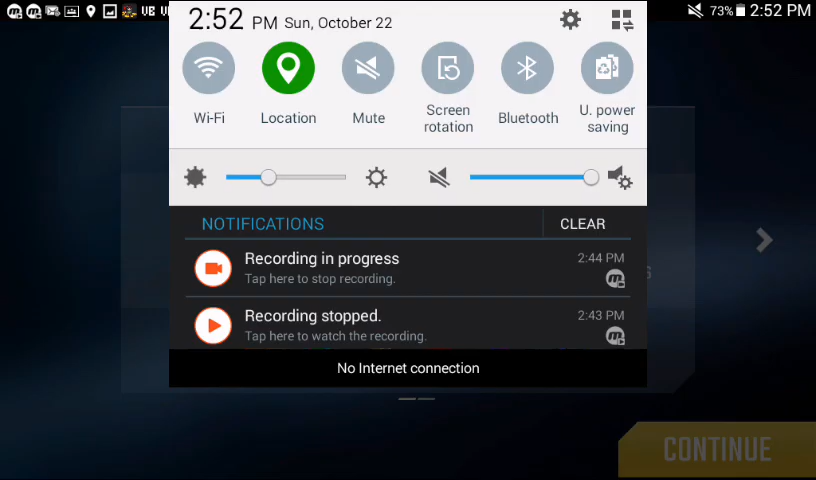 2:52 PM Sun, October 22
73% 2:52 PM
Wi-Fi
Location
Mute
Screen rotation
Bluetooth
U. power saving
NOTIFICATIONS
CLEAR
Recording in progress
2:44 PM
Tap here to stop recording.
Recording stopped.
2:43 PM
Tap here to watch the recording.
No Internet connection
CONTINUE